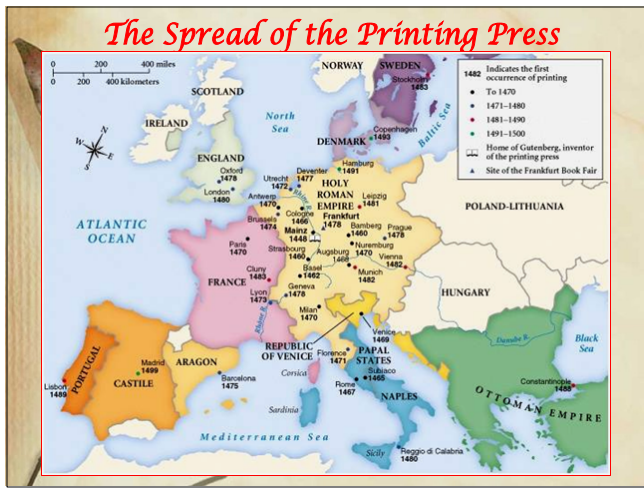 The Spread of the Printing Press
0 200 400 miles
0 200 400 kilometers
1482 Indicates the first
occurrence of printing
To 1470
1471–1480
1481–1490
1491–1500
Home of Gutenberg, inventor
of the printing press
Site of the Frankfurt Book Fair
N
W
E
S
NORWAY
SWEDEN
Stockholm
1483
SCOTLAND
North
Sea
Baltic Sea
IRELAND
DENMARK
Copenhagen
1493
ENGLAND
Oxford
1478
London
1480
Hamburg
1491
Deventer
1477
Utrecht
1472
HOLY
ROMAN
EMPIRE
Rhine R.
Antwerp
1470
Leipzig
1481
Cologne
1466
Brussels
1474
Frankfurt
1478
Mainz
1448
Bamberg
1460
Prague
1478
POLAND-LITHUANIA
ATLANTIC
OCEAN
Paris
1470
Strasbourg
1460
Nuremburg
1470
Augsburg
1468
Vienna
1482
Munich
1482
Basel
1462
FRANCE
Cluny
1483
Geneva
1478
Lyon
1473
Rhône R.
Milan
1470
HUNGARY
Venice
1469
REPUBLIC
OF VENICE
Danube R.
Black
Sea
PORTUGAL
Lisbon
1489
Madrid
1499
CASTILE
ARAGON
Barcelona
1475
Florence
1471
PAPAL
STATES
Corsica
Subiaco
1465
Rome
1467
NAPLES
Sardinia
Constantinople
1488
OTTOMAN EMPIRE
Mediterranean Sea
Sicily
Reggio di Calabria
1480